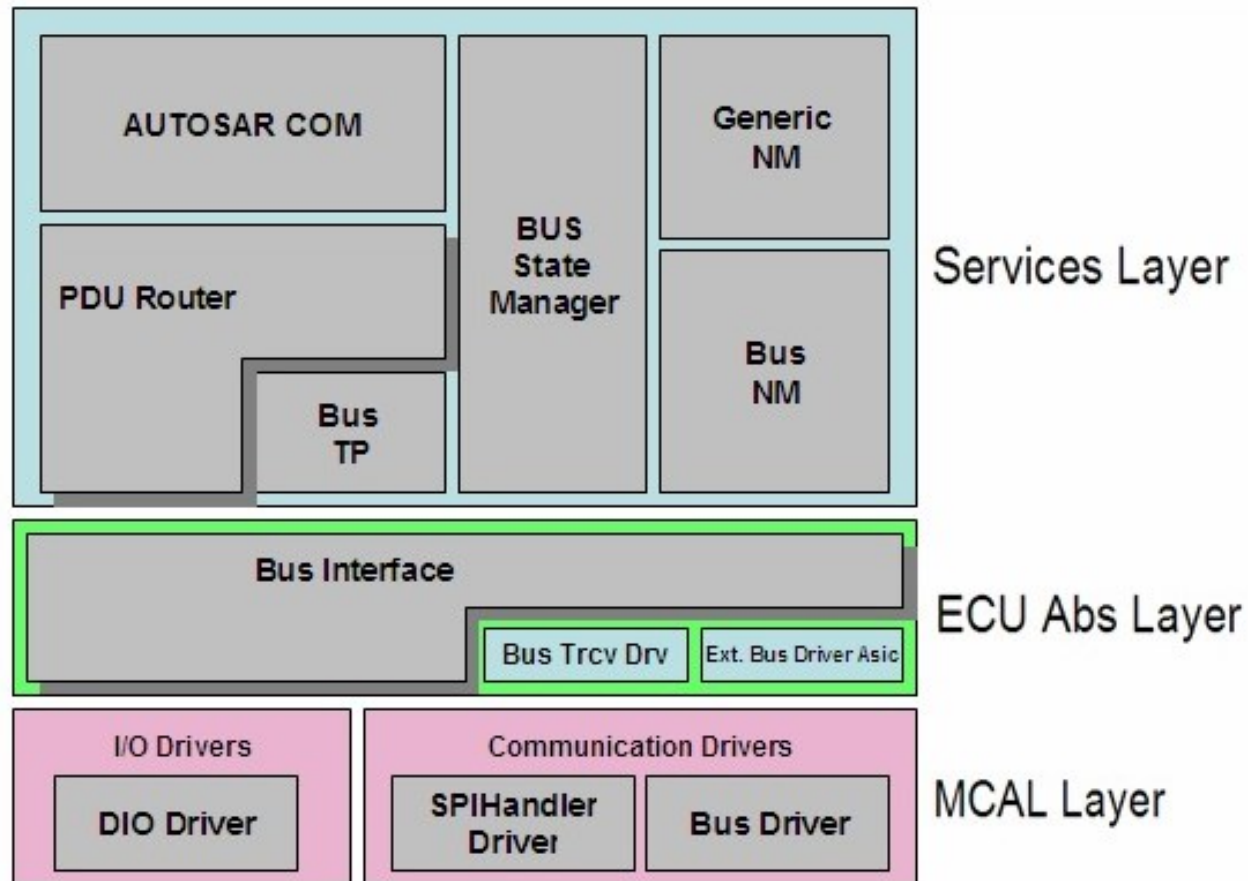 AUTOSAR COM
PDU Router
Bus
TP
BUS
State
Manager
Generic
NM
Bus
NM
Services Layer
Bus Interface
Bus Trcv Drv
Ext. Bus Driver Asic
ECU Abs Layer
I/O Drivers
DIO Driver
Communication Drivers
SPIHandler
Driver
Bus Driver
MCAL Layer